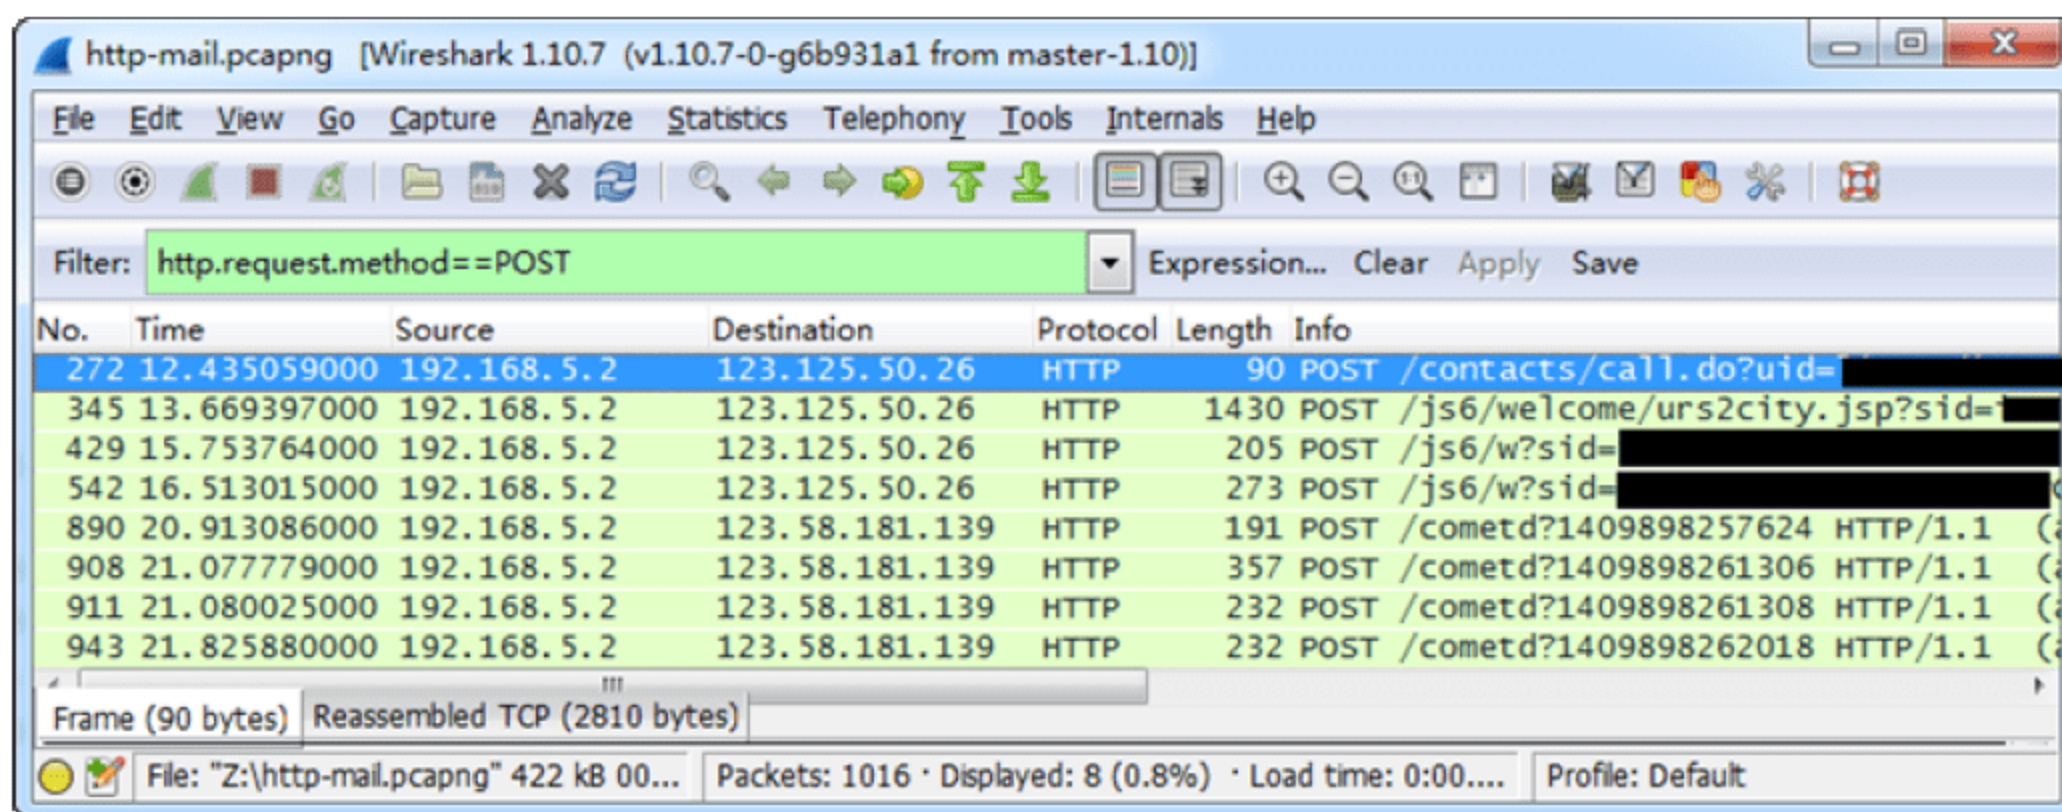 http-mail.pcapng [Wireshark 1.10.7 (v1.10.7-0-g6b931a1 from master-1.10)]
File Edit View Go Capture Analyze Statistics Telephony Tools Internals Help
Filter: http.request.method==POST Expression... Clear Apply Save
No. Time Source Destination Protocol Length Info
272 12.435059000 192.168.5.2 123.125.50.26 HTTP 90 POST /contacts/call.do?uid=
345 13.669397000 192.168.5.2 123.125.50.26 HTTP 1430 POST /js6/welcome/urs2city.jsp?sid=
429 15.753764000 192.168.5.2 123.125.50.26 HTTP 205 POST /js6/w?sid=
542 16.513015000 192.168.5.2 123.125.50.26 HTTP 273 POST /js6/w?sid=
890 20.913086000 192.168.5.2 123.58.181.139 HTTP 191 POST /cometd?1409898257624 HTTP/1.1 (a
908 21.077779000 192.168.5.2 123.58.181.139 HTTP 357 POST /cometd?1409898261306 HTTP/1.1 (a
911 21.080025000 192.168.5.2 123.58.181.139 HTTP 232 POST /cometd?1409898261308 HTTP/1.1 (a
943 21.825880000 192.168.5.2 123.58.181.139 HTTP 232 POST /cometd?1409898262018 HTTP/1.1 (a
Frame (90 bytes) Reassembled TCP (2810 bytes)
File: "Z:\http-mail.pcapng" 422 kB 00... Packets: 1016 · Displayed: 8 (0.8%) · Load time: 0:00.... Profile: Default